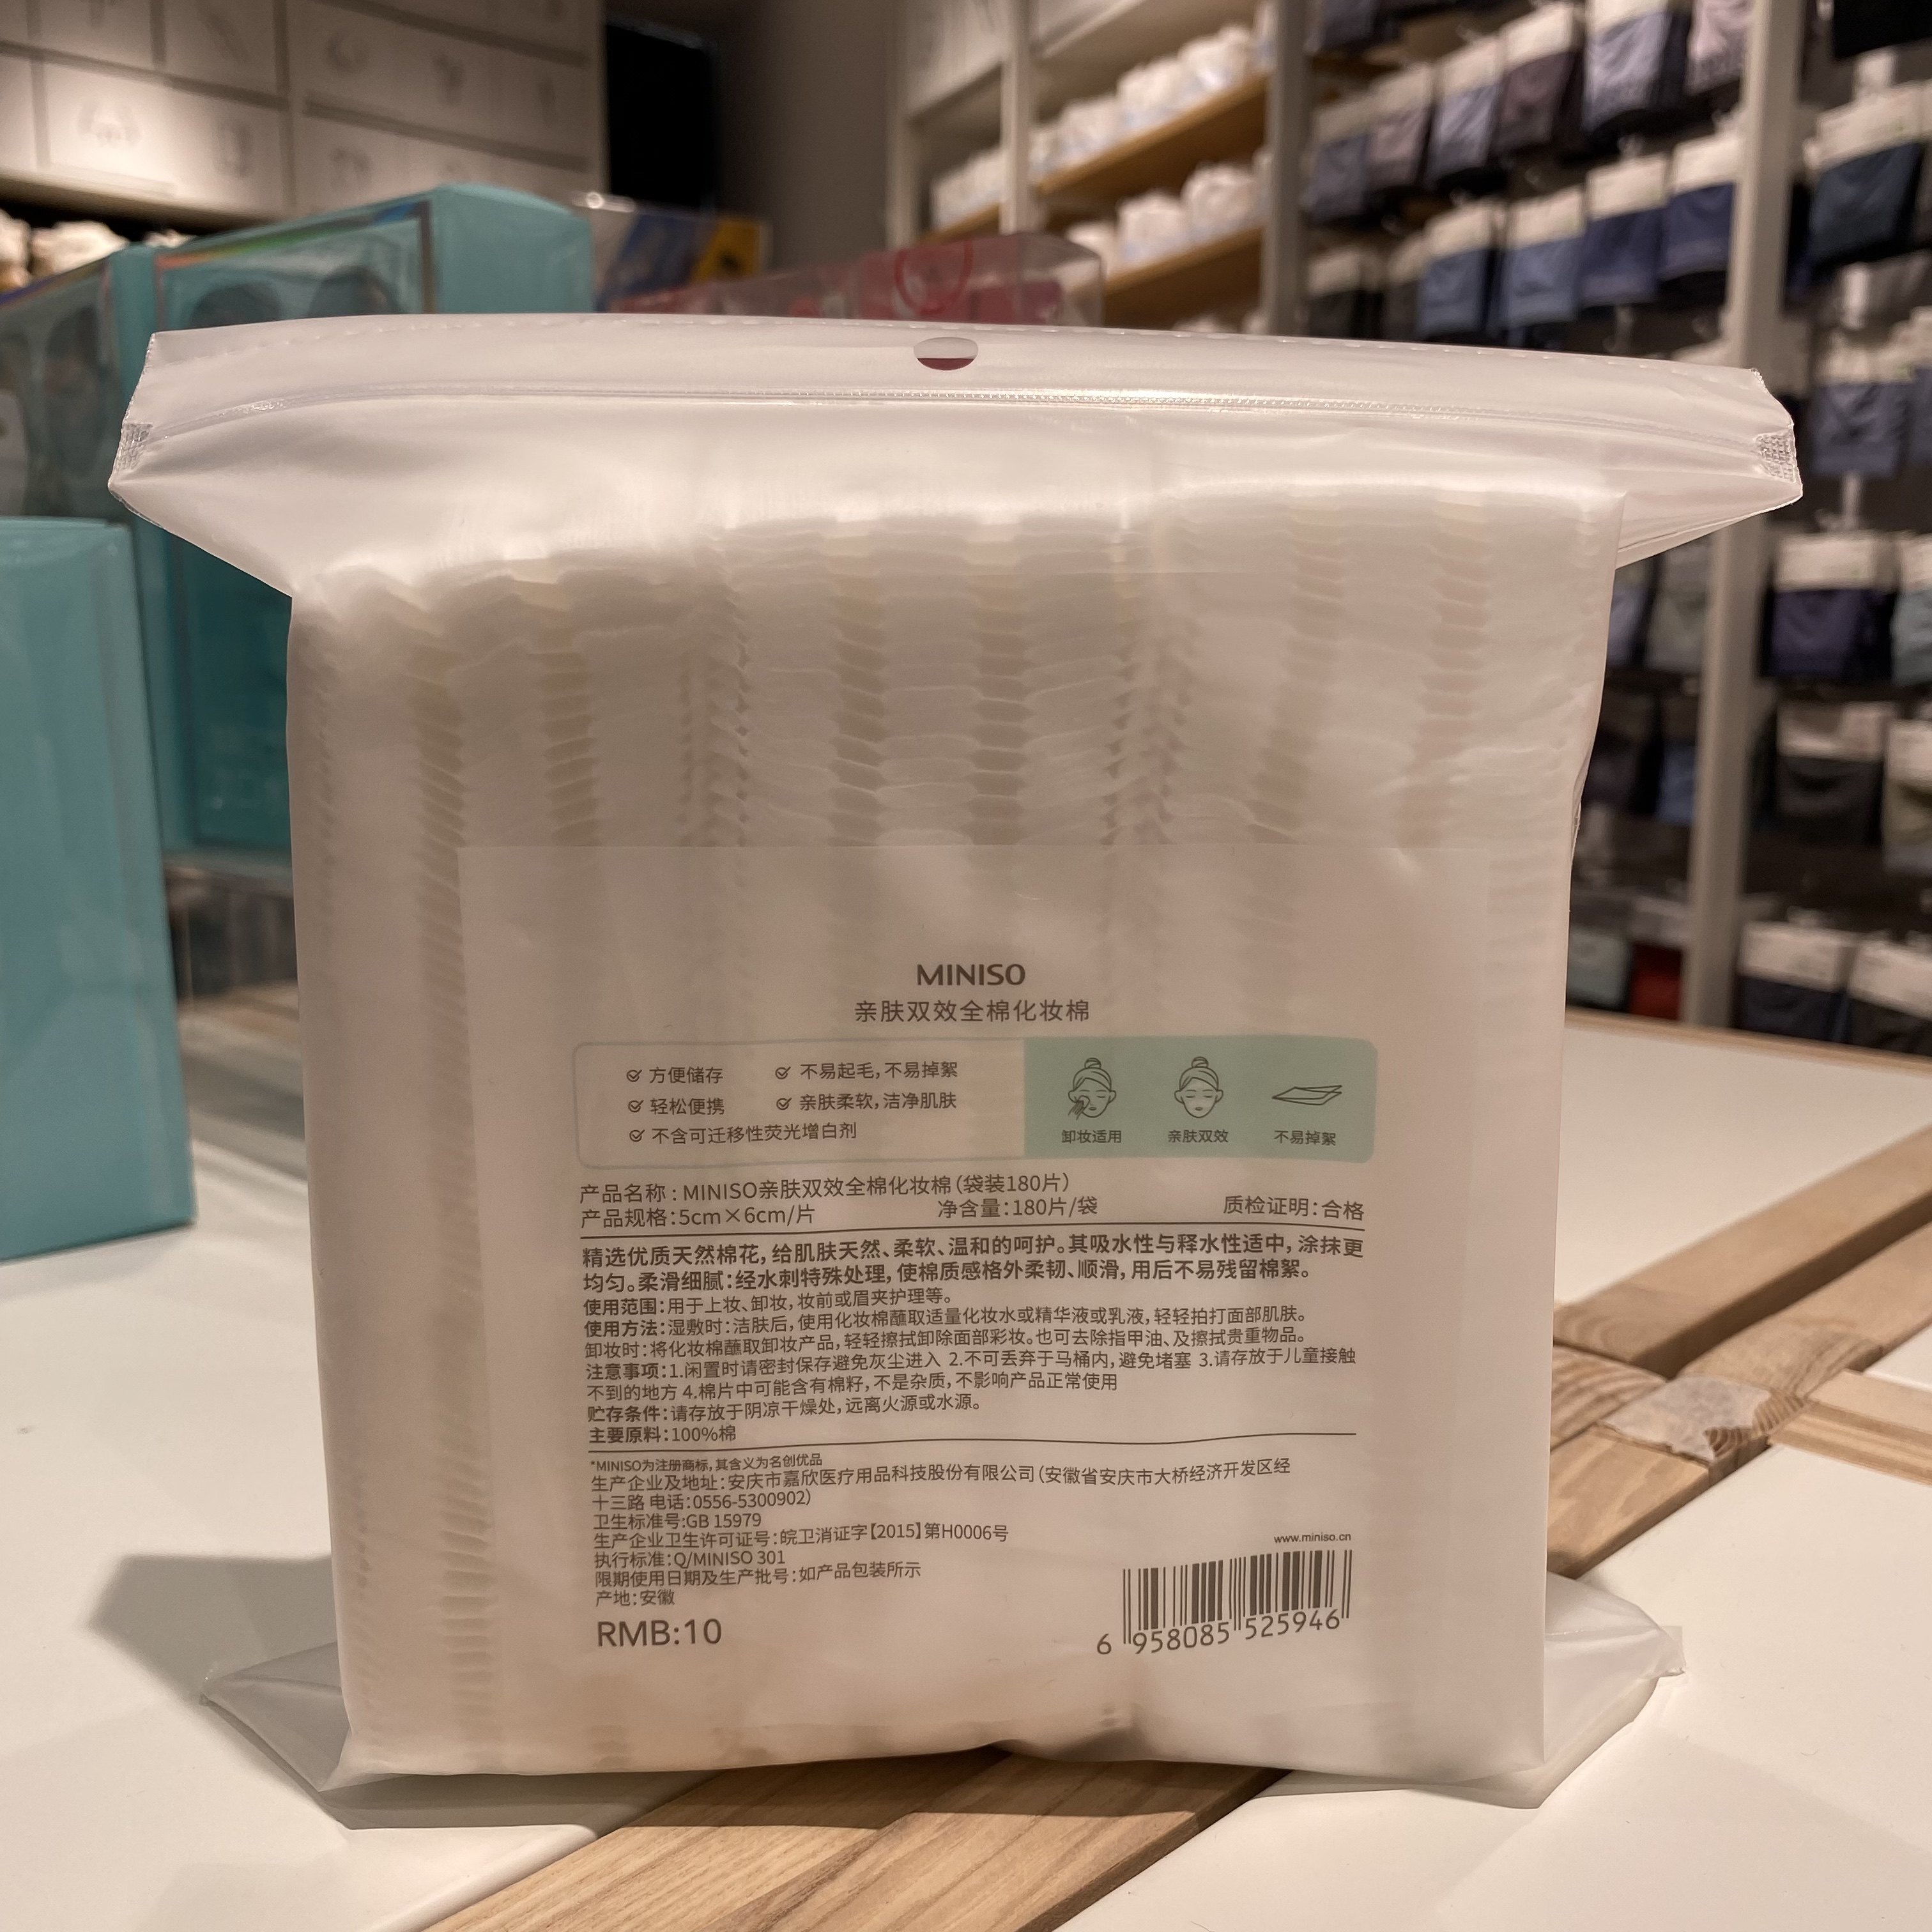 MINISO
亲肤双效全棉化妆棉
方便储存 不易起毛,不易掉絮
轻松便携 亲肤柔软,洁净肌肤
不含可迁移性荧光增白剂
卸妆适用 亲肤双效 不易掉絮
产品名称:MINISO亲肤双效全棉化妆棉(袋装180片)
产品规格:5cm×6cm/片 净含量:180片/袋 质检证明:合格
精选优质天然棉花,给肌肤天然、柔软、温和的呵护。其吸水性与释水性适中,涂抹更
均匀。柔滑细腻:经水刺特殊处理,使棉质感格外柔韧、顺滑,用后不易残留棉絮。
使用范围:用于上妆、卸妆,妆前或眉夹护理等。
使用方法:湿敷时:洁肤后,使用化妆棉蘸取适量化妆水或精华液或乳液,轻轻拍打面部肌肤。
卸妆时:将化妆棉蘸取卸妆产品,轻轻擦拭卸除面部彩妆。也可去除指甲油、及擦拭贵重物品。
注意事项:1.闲置时请密封保存避免灰尘进入 2.不可丢弃于马桶内,避免堵塞 3.请存放于儿童接触
不到的地方 4.棉片中可能含有棉籽,不是杂质,不影响产品正常使用
贮存条件:请存放于阴凉干燥处,远离火源或水源。
主要原料:100%棉
*MINISO为注册商标,其含义为名创优品
生产企业及地址:安庆市嘉欣医疗用品科技股份有限公司(安徽省安庆市大桥经济开发区经
十三路 电话:0556-5300902)
卫生标准号:GB 15979
生产企业卫生许可证号:皖卫消证字【2015】第H0006号
执行标准:Q/MINISO 301
限期使用日期及生产批号:如产品包装所示
产地:安徽
RMB:10
www.miniso.cn
6 958085 525946